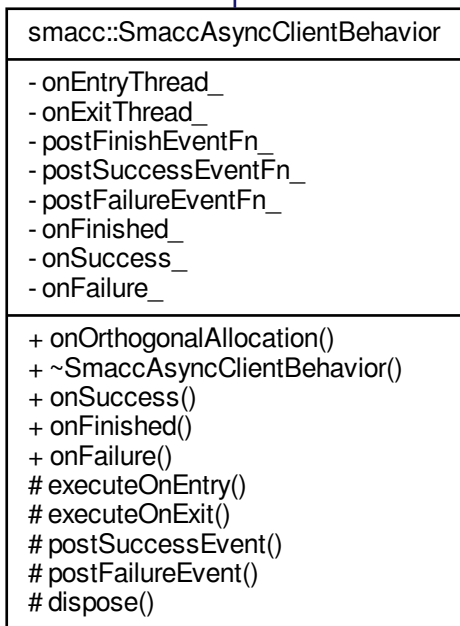 smacc::SmaccAsyncClientBehavior
- onEntryThread_
- onExitThread_
- postFinishEventFn_
- postSuccessEventFn_
- postFailureEventFn_
- onFinished_
- onSuccess_
- onFailure_
+ onOrthogonalAllocation()
+ ~SmaccAsyncClientBehavior()
+ onSuccess()
+ onFinished()
+ onFailure()
# executeOnEntry()
# executeOnExit()
# postSuccessEvent()
# postFailureEvent()
# dispose()